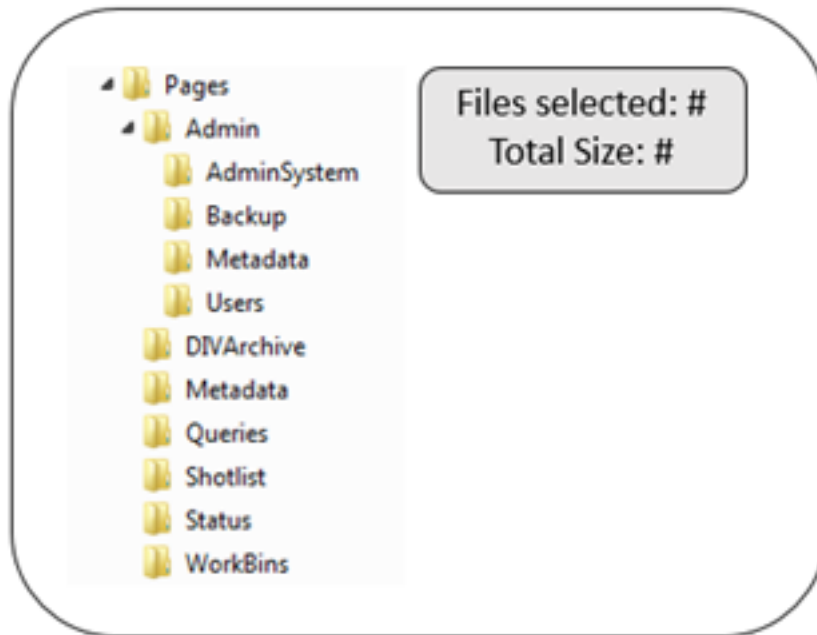 Pages
Admin
AdminSystem
Backup
Metadata
Users
DIVArchive
Metadata
Queries
Shotlist
Status
WorkBins
Files selected: #
Total Size: #